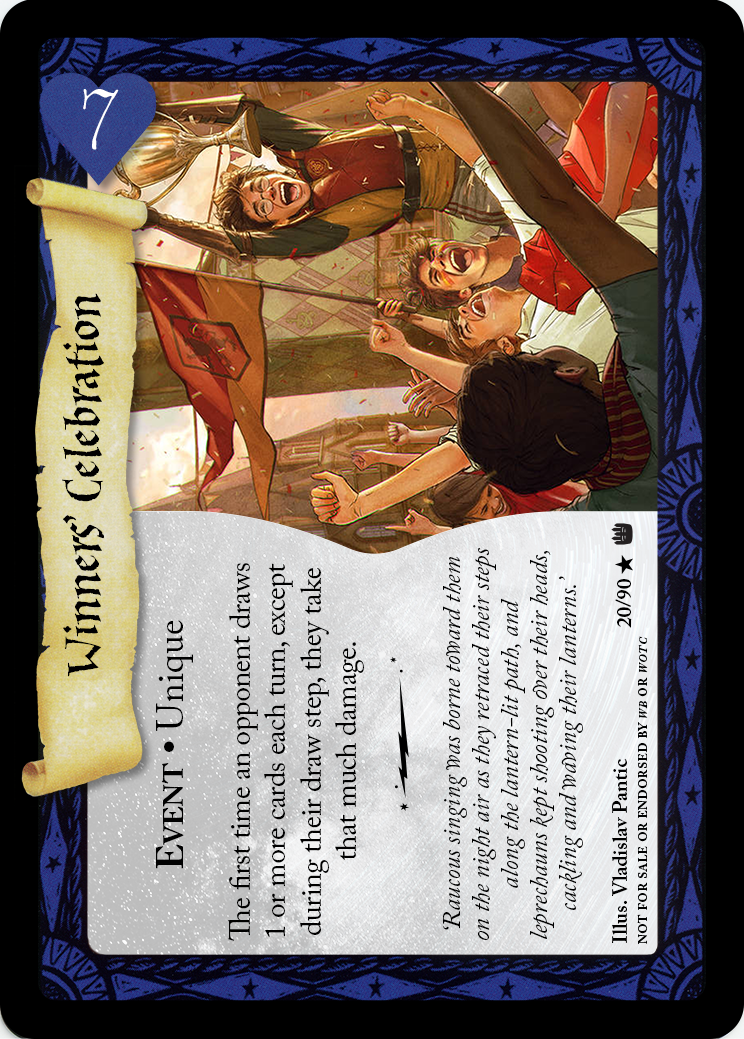 7
Winners' Celebration
EVENT • Unique
The first time an opponent draws
1 or more cards each turn, except
during their draw step, they take
that much damage.
'Raucous singing was borne toward them
on the night air as they retraced their steps
along the lantern-lit path, and
leprechauns kept shooting over their heads,
cackling and waving their lanterns.'
Illus. Vladislav Pantic
20/90 ★
NOT FOR SALE OR ENDORSED BY WB OR WOTC